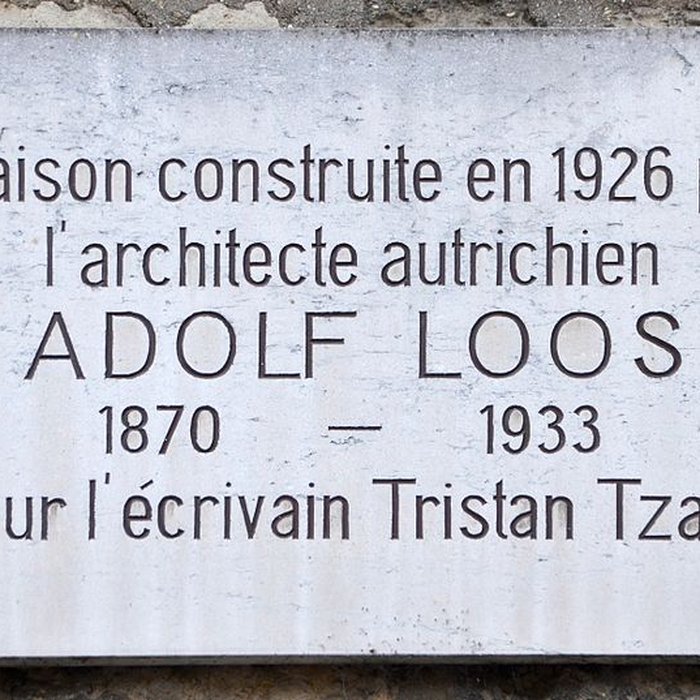 aison construite en 1926
l'architecte autrichien
ADOLF LOOS
1870 — 1933
ur l'écrivain Tristan Tza